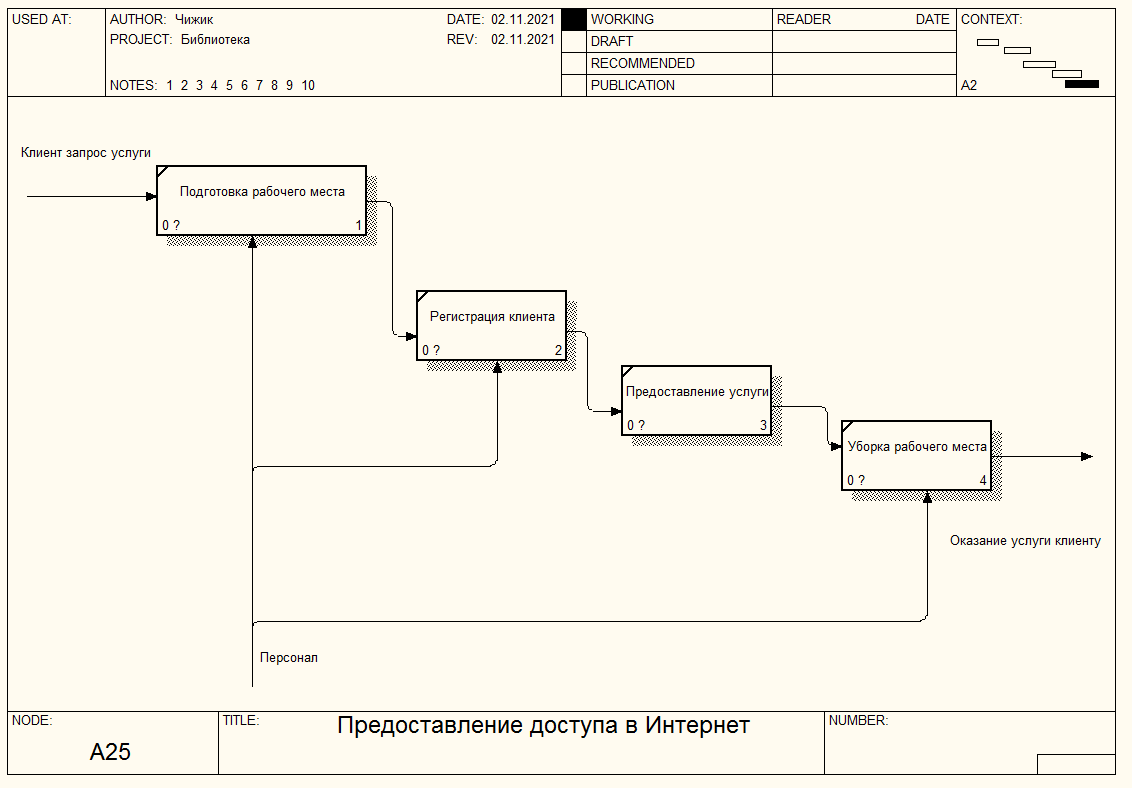 USED AT:
AUTHOR: Чижик
DATE: 02.11.2021
WORKING
READER
DATE
CONTEXT:
PROJECT: Библиотека
REV: 02.11.2021
DRAFT
RECOMMENDED
NOTES: 1 2 3 4 5 6 7 8 9 10
PUBLICATION
A2
Клиент запрос услуги
Подготовка рабочего места
0 ?
1
Регистрация клиента
0 ?
2
Предоставление услуги
0 ?
3
Уборка рабочего места
0 ?
4
Оказание услуги клиенту
Персонал
NODE:
TITLE:
Предоставление доступа в Интернет
NUMBER:
A25